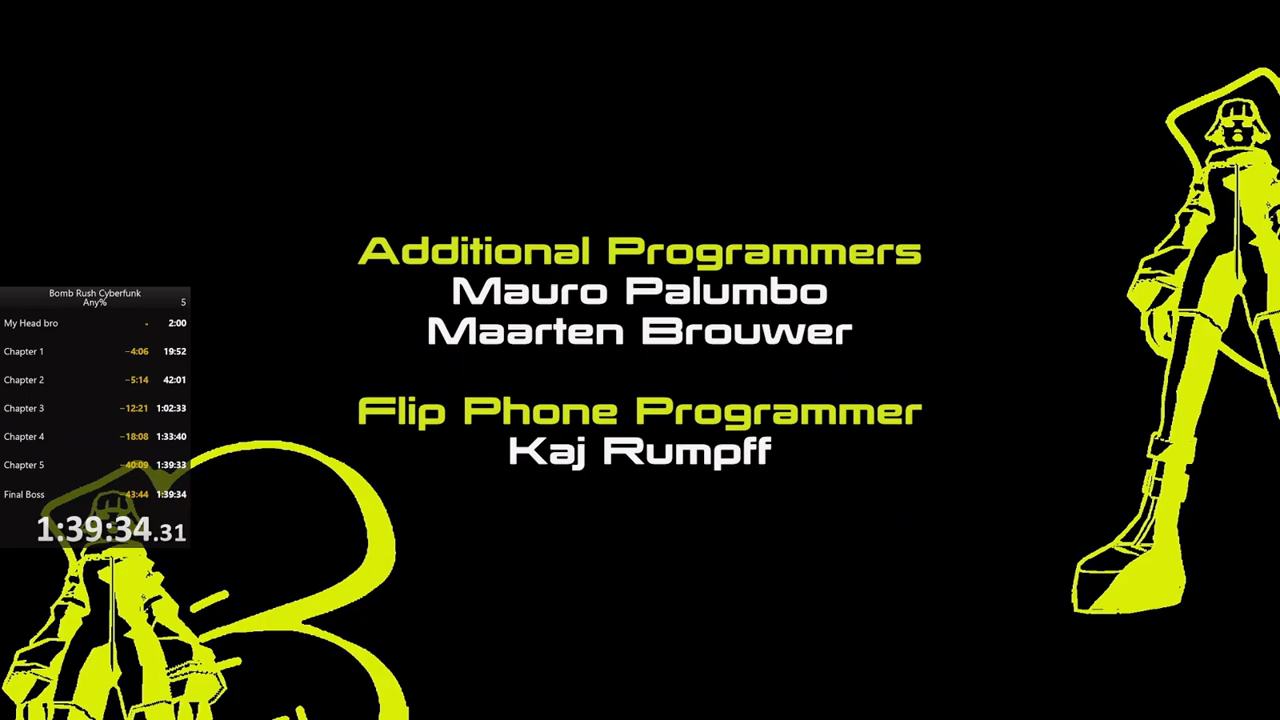 Additional Programmers
Mauro Palumbo
Maarten Brouwer
Flip Phone Programmer
Kaj Rumpff
Bomb Rush Cyberfunk
Any% 5
My Head bro - 2:00
Chapter 1 −4:06 19:52
Chapter 2 −5:14 42:01
Chapter 3 −12:21 1:02:33
Chapter 4 −18:08 1:33:40
Chapter 5 −40:09 1:39:33
Final Boss −43:44 1:39:34
1:39:34.31